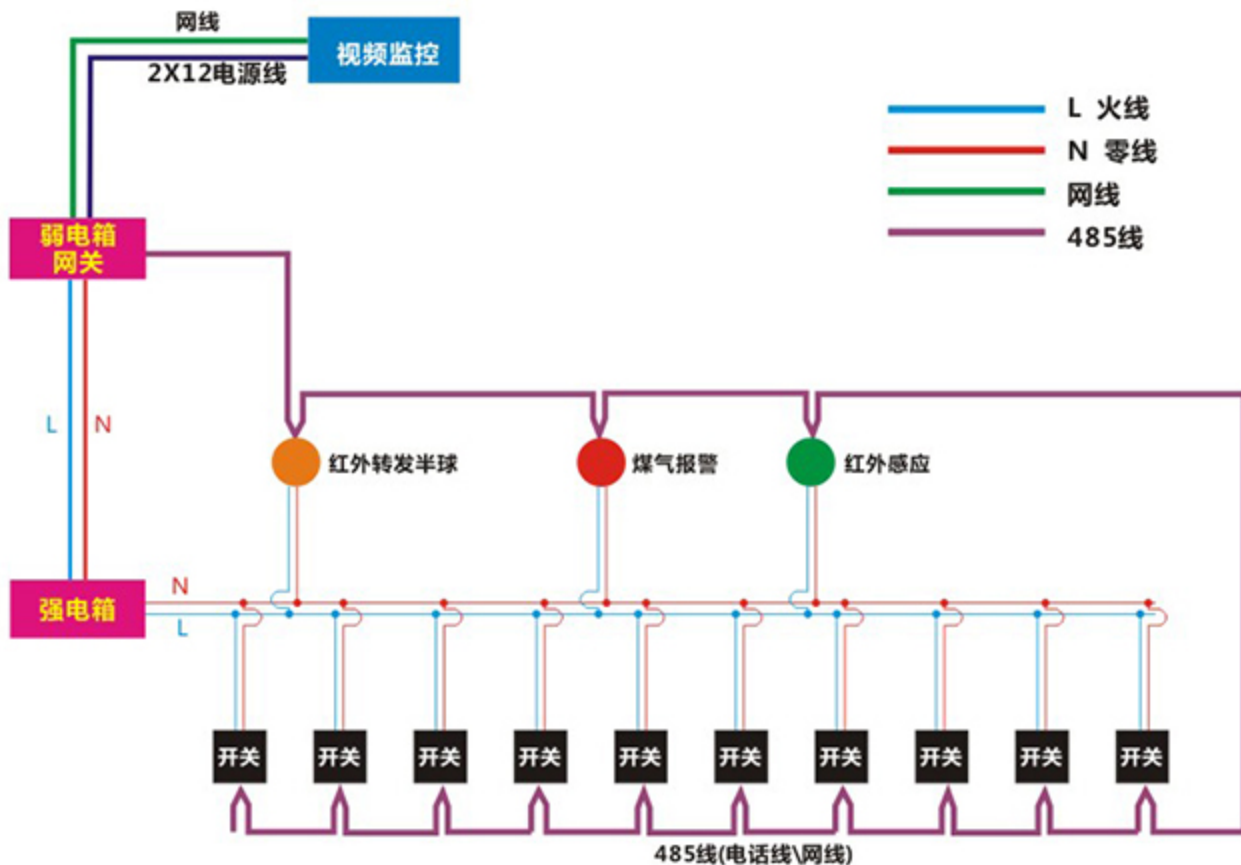 网线
视频监控
2X12电源线
L 火线
N 零线
网线
485线
弱电箱
网关
L
N
红外转发半球
煤气报警
红外感应
强电箱
N
L
开关
开关
开关
开关
开关
开关
开关
开关
开关
开关
485线(电话线\网线)